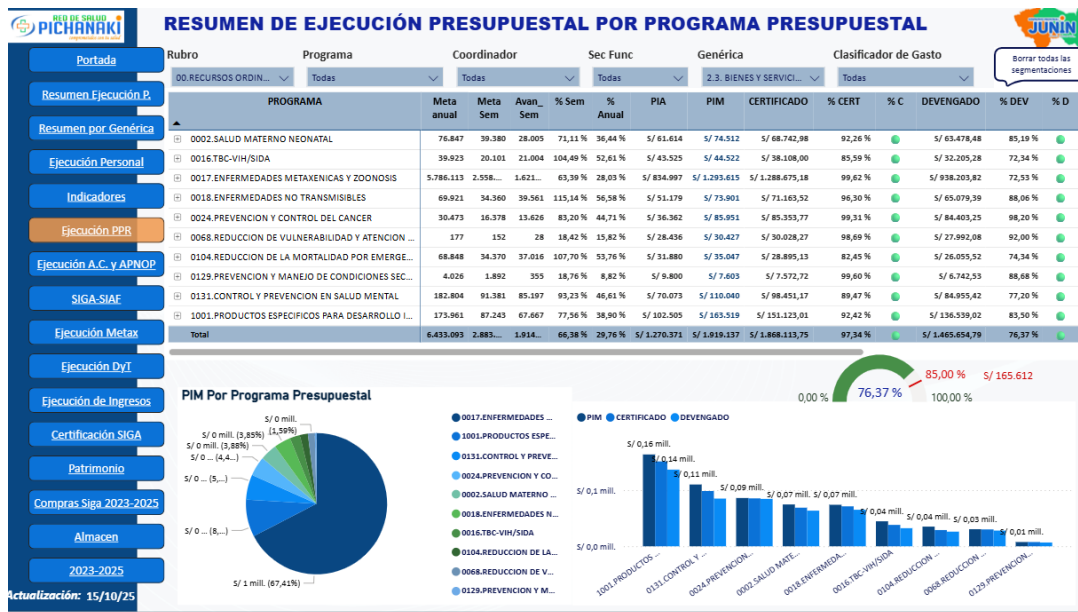 RED DE SALUD
PICHANAKI
RESUMEN DE EJECUCIÓN PRESUPUESTAL POR PROGRAMA PRESUPUESTAL
JUNÍN
Portada
Resumen Ejecución P.
Resumen por Genérica
Ejecución Personal
Indicadores
Ejecución PPR
Ejecución A.C. y APNOP
SIGA-SIAF
Ejecución Metax
Ejecución DyT
Ejecución de Ingresos
Certificación SIGA
Patrimonio
Compras Siga 2023-2025
Almacen
2023-2025
Actualización: 15/10/25
Rubro Programa Coordinador Sec Func Genérica Clasificador de Gasto
00.RECURSOS ORDIN... Todas Todas Todas 2.3. BIENES Y SERVICI... Todas
Borrar todas las
segmentaciones
PROGRAMA Meta anual Meta Sem Avan_ Sem % Sem % Anual PIA PIM CERTIFICADO % CERT % C DEVENGADO % DEV % D
0002.SALUD MATERNO NEONATAL 76.847 39.380 28.005 71,11 % 36,44 % S/ 61.614 S/ 74.512 S/ 68.742,98 92,26 % S/ 63.478,48 85,19 %
0016.TBC-VIH/SIDA 39.923 20.101 21.004 104,49 % 52,61 % S/ 43.525 S/ 44.522 S/ 38.108,00 85,59 % S/ 32.205,28 72,34 %
0017.ENFERMEDADES METAXENICAS Y ZOONOSIS 5.786.113 2.558.... 1.621... 63,39 % 28,03 % S/ 834.997 S/ 1.293.615 S/ 1.288.675,18 99,62 % S/ 938.203,82 72,53 %
0018.ENFERMEDADES NO TRANSMISIBLES 69.921 34.360 39.561 115,14 % 56,58 % S/ 51.179 S/ 73.901 S/ 71.163,52 96,30 % S/ 65.079,39 88,06 %
0024.PREVENCION Y CONTROL DEL CANCER 30.473 16.378 13.626 83,20 % 44,71 % S/ 36.362 S/ 85.951 S/ 85.353,77 99,31 % S/ 84.403,25 98,20 %
0068.REDUCCION DE VULNERABILIDAD Y ATENCION ... 177 152 28 18,42 % 15,82 % S/ 28.436 S/ 30.427 S/ 30.028,27 98,69 % S/ 27.992,08 92,00 %
0104.REDUCCION DE LA MORTALIDAD POR EMERGE... 68.848 34.370 37.016 107,70 % 53,76 % S/ 31.880 S/ 35.047 S/ 28.895,13 82,45 % S/ 26.055,52 74,34 %
0129.PREVENCION Y MANEJO DE CONDICIONES SEC... 4.026 1.892 355 18,76 % 8,82 % S/ 9.800 S/ 7.603 S/ 7.572,72 99,60 % S/ 6.742,53 88,68 %
0131.CONTROL Y PREVENCION EN SALUD MENTAL 182.804 91.381 85.197 93,23 % 46,61 % S/ 70.073 S/ 110.040 S/ 98.451,17 89,47 % S/ 84.955,42 77,20 %
1001.PRODUCTOS ESPECIFICOS PARA DESARROLLO I... 173.961 87.243 67.667 77,56 % 38,90 % S/ 102.505 S/ 163.519 S/ 151.123,01 92,42 % S/ 136.539,02 83,50 %
Total 6.433.093 2.883.... 1.914... 66,38 % 29,76 % S/ 1.270.371 S/ 1.919.137 S/ 1.868.113,75 97,34 % S/ 1.465.654,79 76,37 %
0,00 % 76,37 % 85,00 % S/ 165.612 100,00 %
PIM Por Programa Presupuestal
S/ 0 mill. (1,59%)
S/ 0 mill. (3,85%)
S/ 0 mill. (3,88%)
S/ 0 ... (4,4...)
S/ 0 ... (5,...)
S/ 0 ... (8,...)
S/ 1 mill. (67,41%)
0017.ENFERMEDADES ...
1001.PRODUCTOS ESPE...
0131.CONTROL Y PREVE...
0024.PREVENCION Y CO...
0002.SALUD MATERNO ...
0018.ENFERMEDADES N...
0016.TBC-VIH/SIDA
0104.REDUCCION DE LA...
0068.REDUCCION DE V...
0129.PREVENCION Y M...
PIM CERTIFICADO DEVENGADO
S/ 0,1 mill.
S/ 0,0 mill.
S/ 0,16 mill.
S/ 0,14 mill.
S/ 0,11 mill.
S/ 0,09 mill.
S/ 0,07 mill.
S/ 0,07 mill.
S/ 0,04 mill.
S/ 0,04 mill.
S/ 0,03 mill.
S/ 0,01 mill.
1001.PRODUCTOS ...
0131.CONTROL Y ...
0024.PREVENCION...
0002.SALUD MATE...
0018.ENFERMEDA...
0016.TBC-VIH/SIDA
0104.REDUCCION ...
0068.REDUCCION ...
0129.PREVENCION...